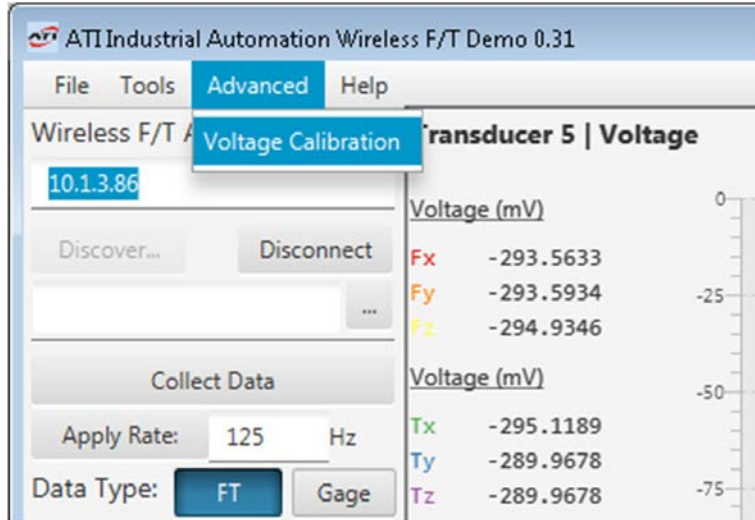 ATI ATI Industrial Automation Wireless F/T Demo 0.31
File Tools Advanced Help
Wireless F/T
Voltage Calibration
Transducer 5 | Voltage
10.1.3.86
Discover... Disconnect
...
Collect Data
Apply Rate: 125 Hz
Data Type: FT Gage
Voltage (mV)
Fx -293.5633
Fy -293.5934
Fz -294.9346
Voltage (mV)
Tx -295.1189
Ty -289.9678
Tz -289.9678
0
-25
-50
-75